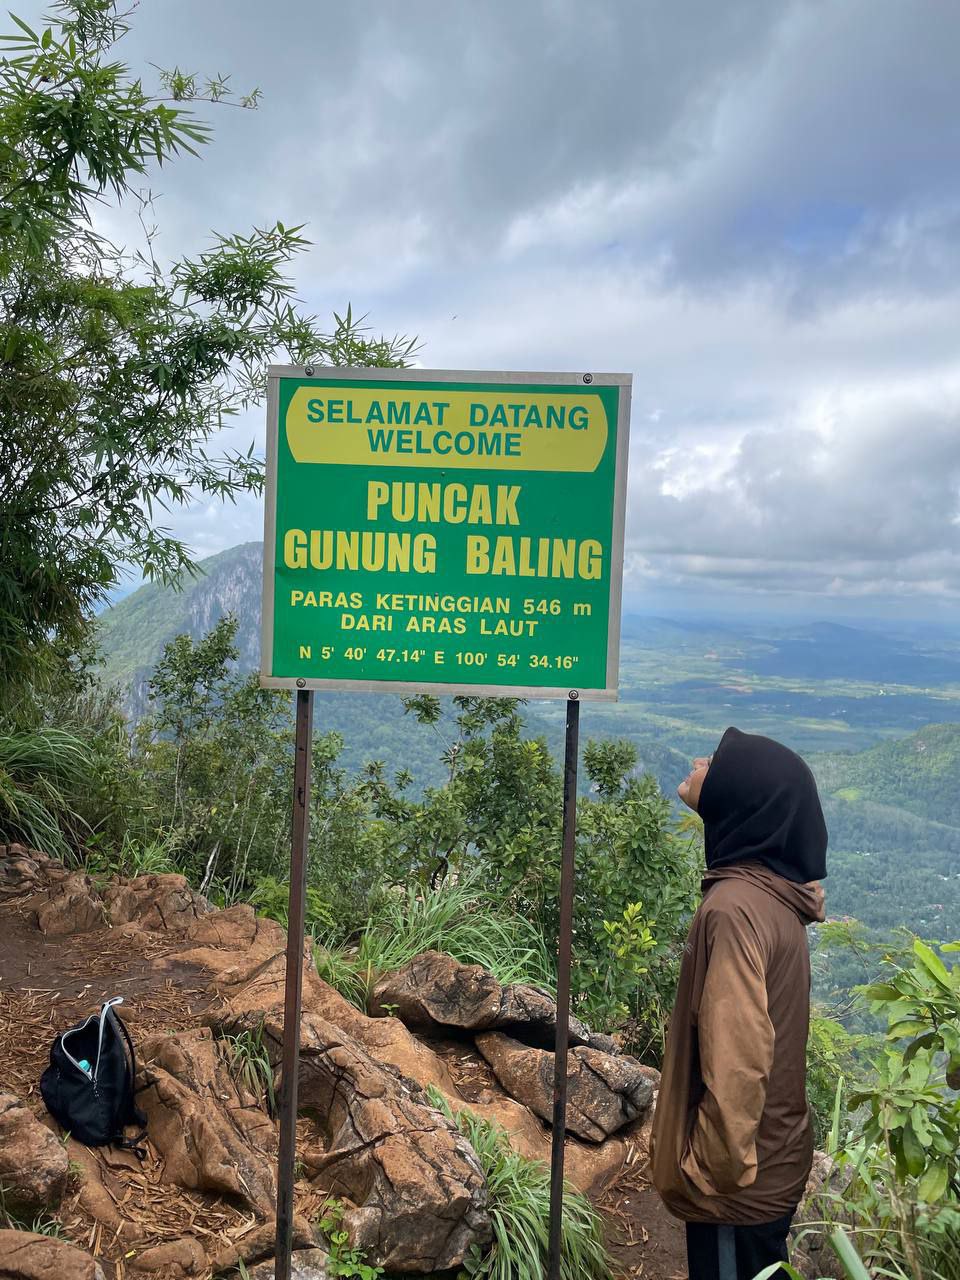 SELAMAT DATANG
WELCOME
PUNCAK
GUNUNG BALING
PARAS KETINGGIAN 546 m
DARI ARAS LAUT
N 5' 40' 47.14" E 100' 54' 34.16"